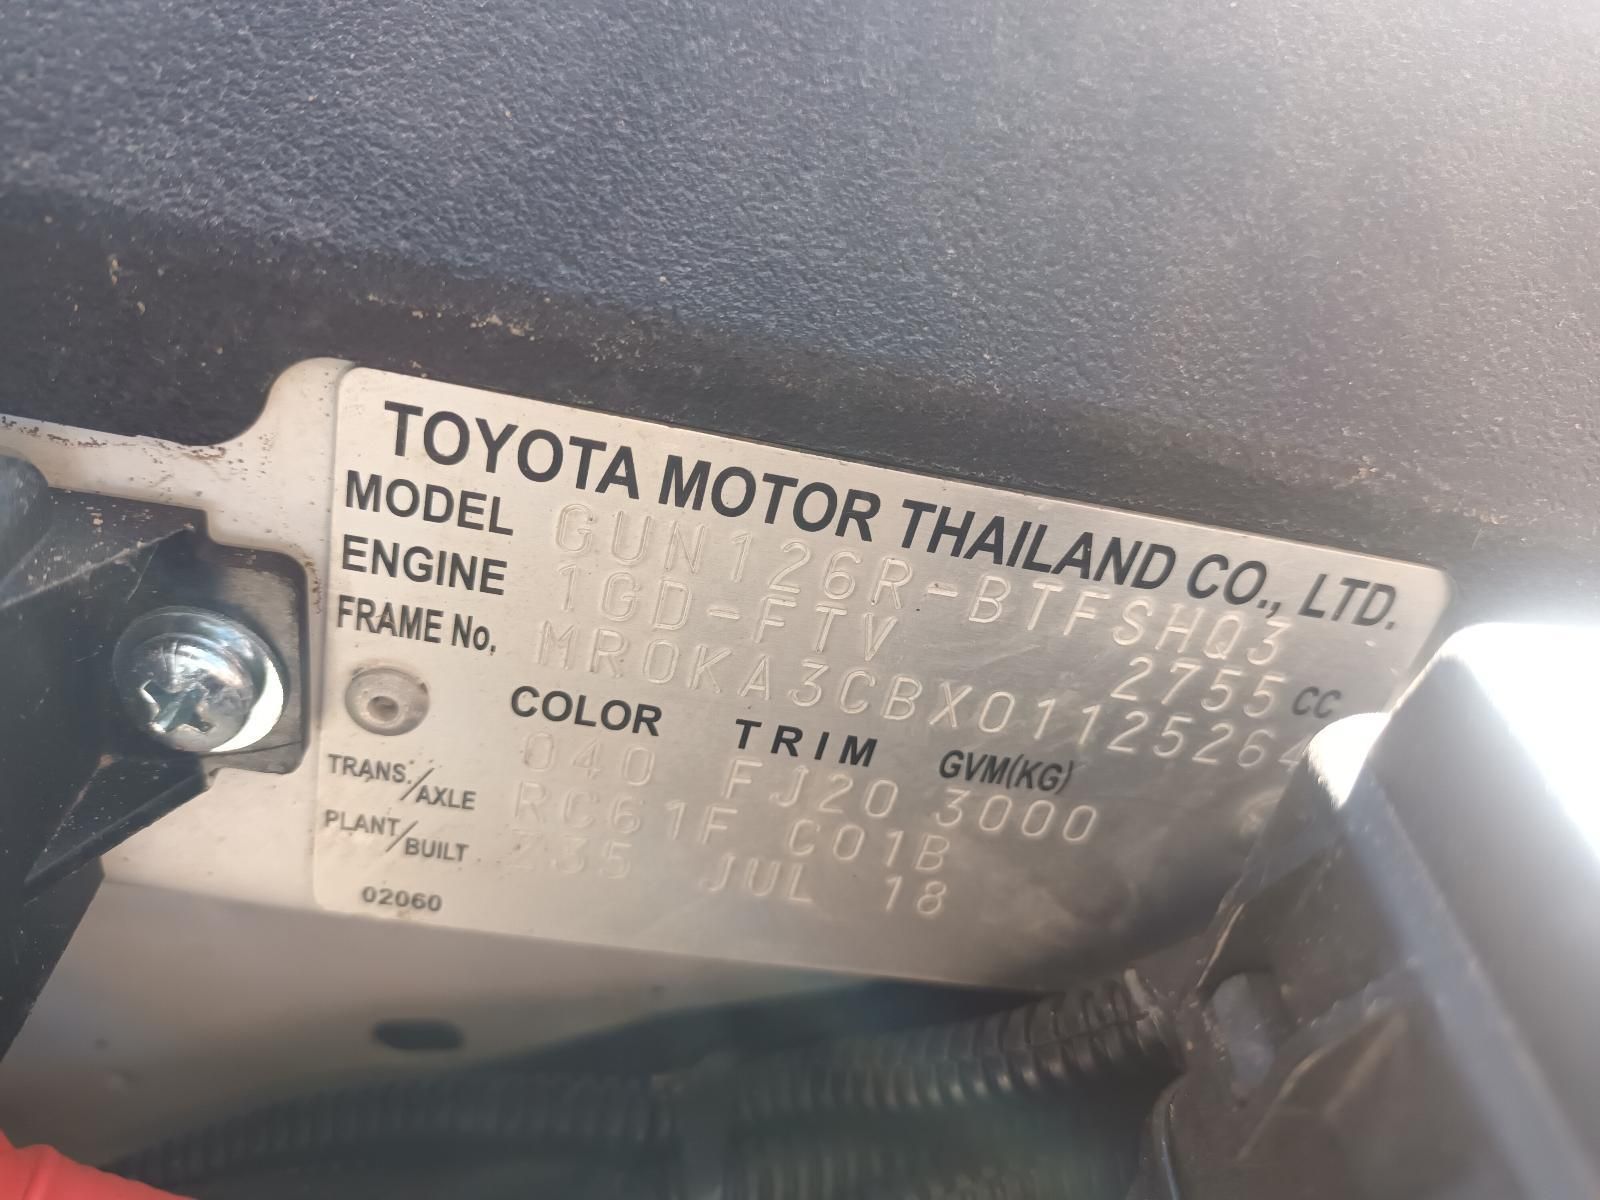 TOYOTA MOTOR THAILAND CO., LTD.
MODEL GUN126R-BTFSHQ3
ENGINE 1GD-FTV 2755 CC
FRAME No. MR0KA3CBX01125264
COLOR TRIM GVM(KG)
040 FJ20 3000
TRANS./AXLE RC61F C01B
PLANT/BUILT Z35 JUL 18
02060